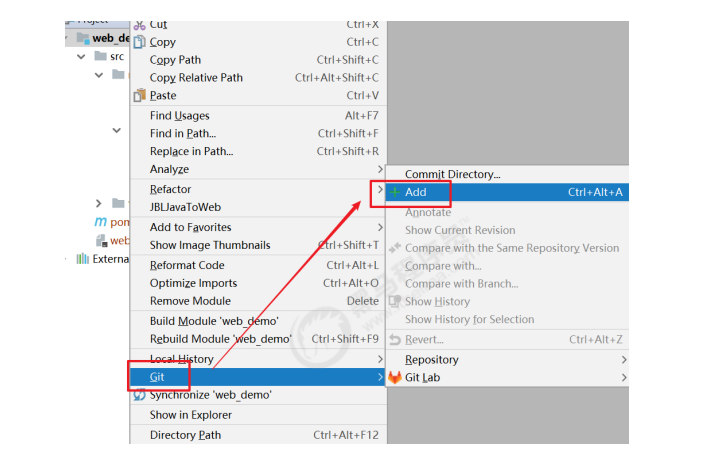 Project
web_de
src
pon
web
Externa
Cut Ctrl+X
Copy Ctrl+C
Copy Path Ctrl+Shift+C
Copy Relative Path Ctrl+Alt+Shift+C
Paste Ctrl+V
Find Usages Alt+F7
Find in Path... Ctrl+Shift+F
Replace in Path... Ctrl+Shift+R
Analyze
Refactor
JBLJavaToWeb
Add to Favorites
Show Image Thumbnails Ctrl+Shift+T
Reformat Code Ctrl+Alt+L
Optimize Imports Ctrl+Alt+O
Remove Module Delete
Build Module 'web_demo'
Rebuild Module 'web_demo' Ctrl+Shift+F9
Local History
Git
Synchronize 'web_demo'
Show in Explorer
Directory Path Ctrl+Alt+F12
Commit Directory...
Add Ctrl+Alt+A
Annotate
Show Current Revision
Compare with the Same Repository Version
Compare with...
Compare with Branch...
Show History
Show History for Selection
Revert... Ctrl+Alt+Z
Repository
Git Lab